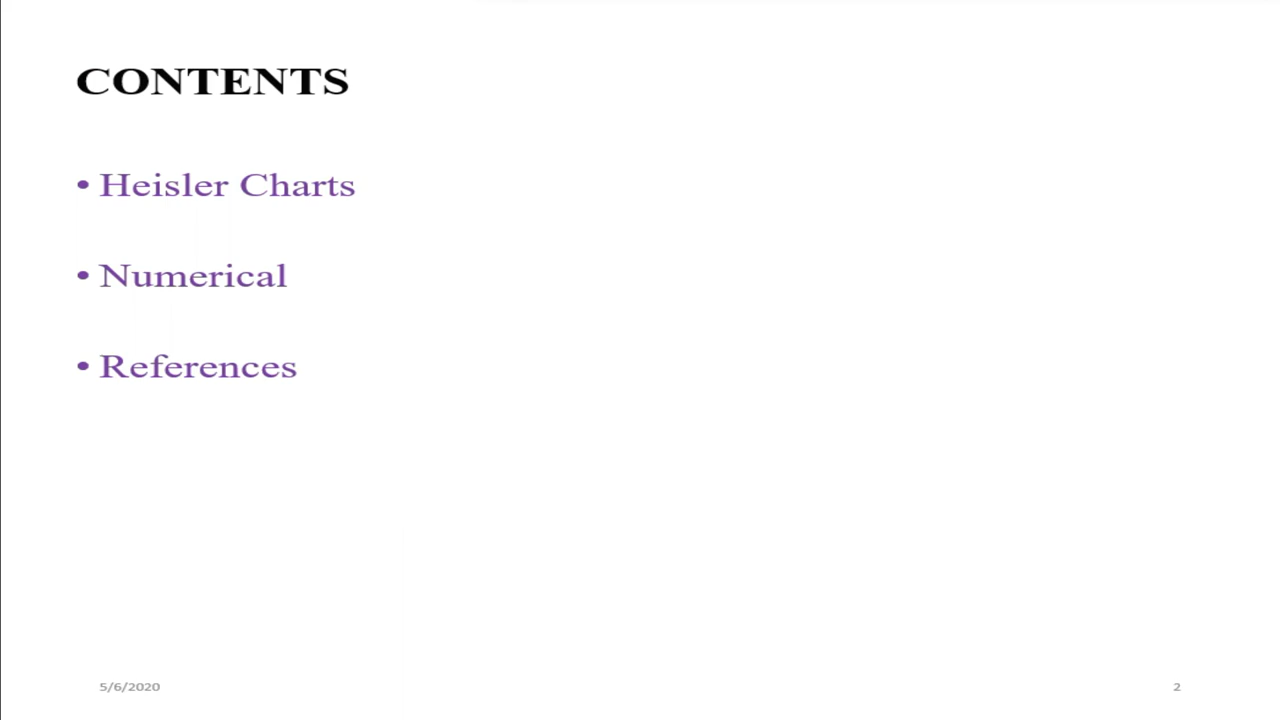 CONTENTS
• Heisler Charts
• Numerical
• References
5/6/2020
2